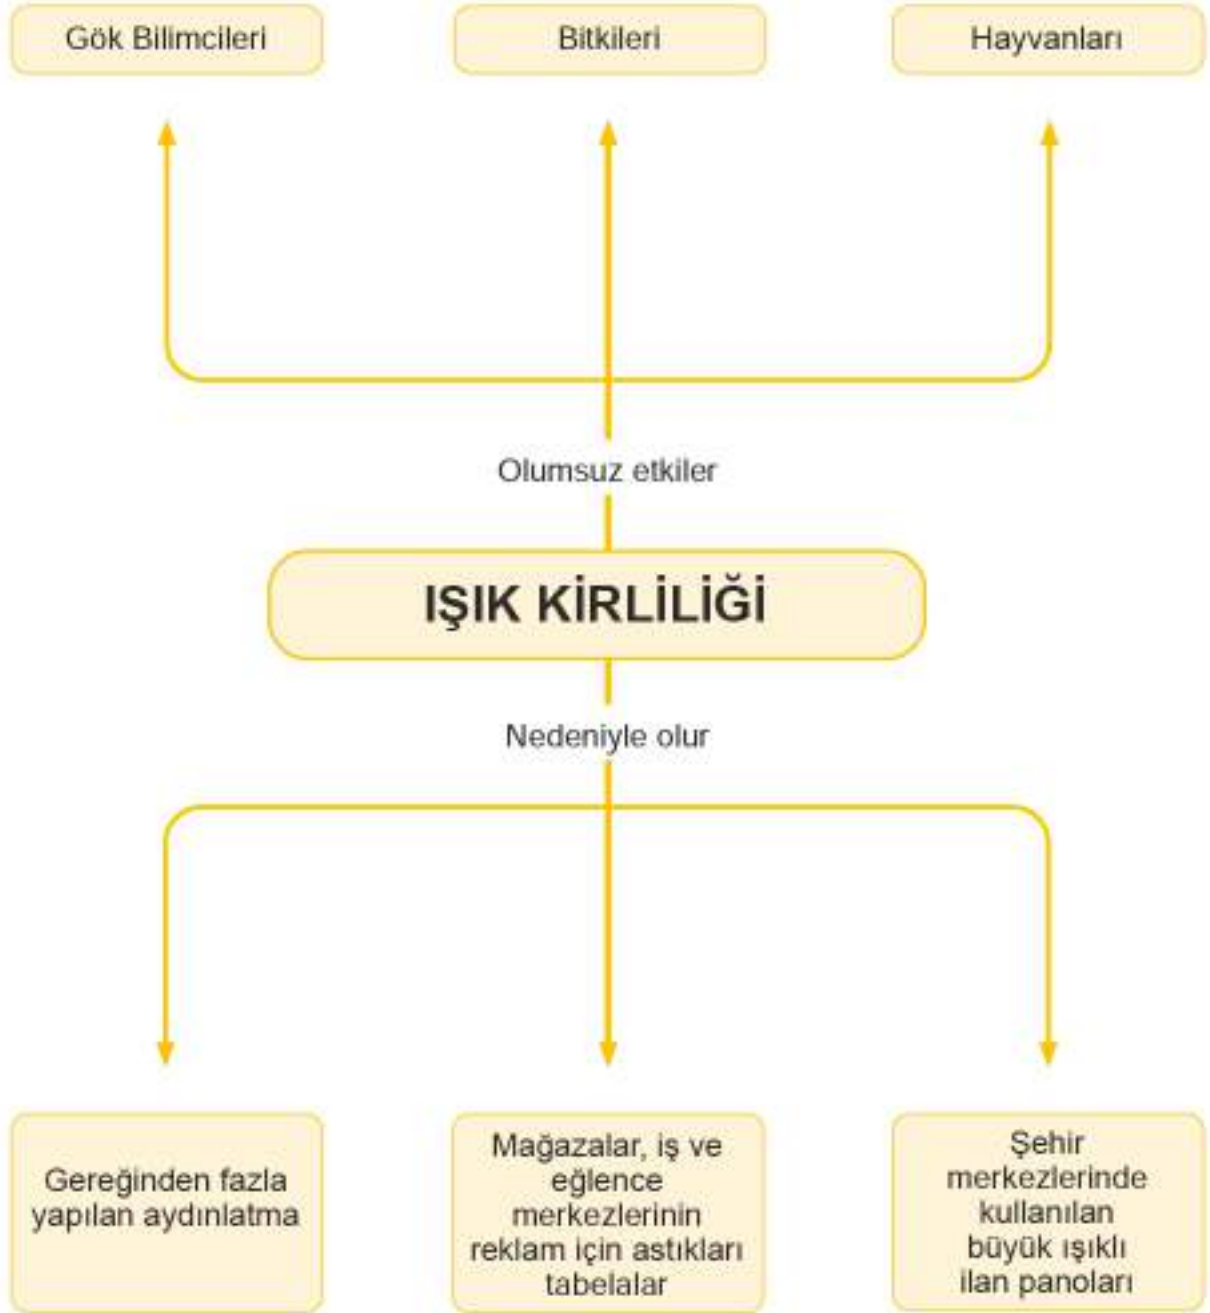 Gök Bilimcileri
Bitkileri
Hayvanları
Olumsuz etkiler
IŞIK KİRLİLİĞİ
Nedeniyle olur
Gereğinden fazla
yapılan aydınlatma
Mağazalar, iş ve
eğlence
merkezlerinin
reklam için astıkları
tabelalar
Şehir
merkezlerinde
kullanılan
büyük ışıklı
ilan panoları